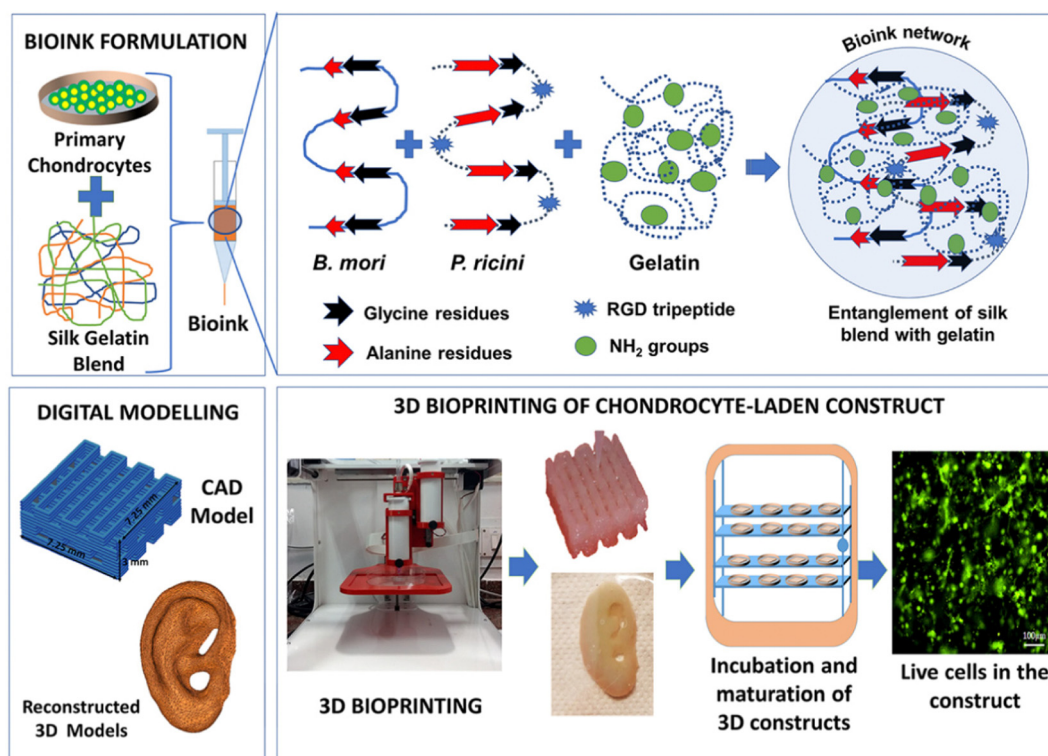 BIOINK FORMULATION
Primary
Chondrocytes
Silk Gelatin
Blend
Bioink
B. mori
P. ricini
Gelatin
Bioink network
Glycine residues
Alanine residues
RGD tripeptide
NH₂ groups
Entanglement of silk
blend with gelatin
DIGITAL MODELLING
CAD
Model
7.25 mm
7.25 mm
3 mm
Reconstructed
3D Models
3D BIOPRINTING OF CHONDROCYTE-LADEN CONSTRUCT
3D BIOPRINTING
Incubation and
maturation of
3D constructs
100µm
Live cells in the
construct